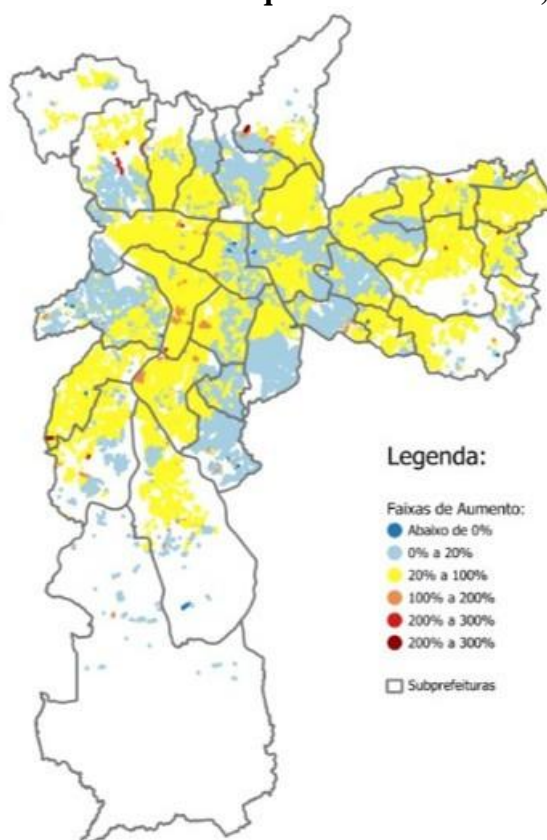 Legenda:
Faixas de Aumento:
Abaixo de 0%
0% a 20%
20% a 100%
100% a 200%
200% a 300%
200% a 300%
Subprefeituras